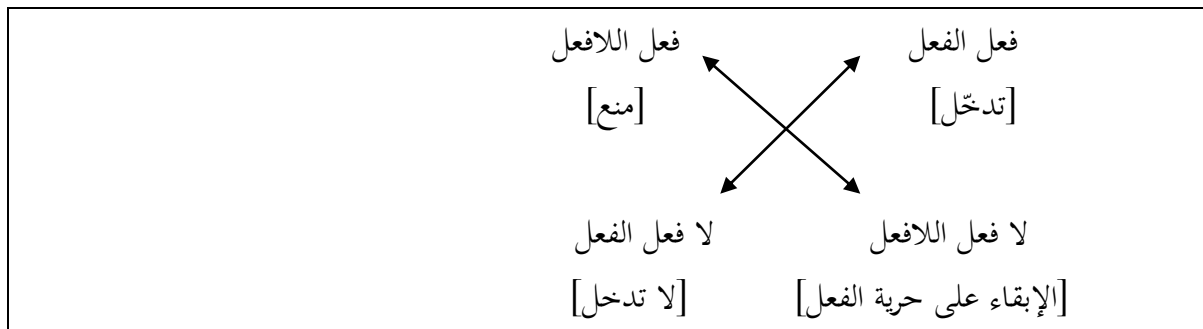 فعل الفعل فعل اللافعل
[تدخّل] [منع]
لا فعل اللافعل لا فعل الفعل
[الإبقاء على حرية الفعل] [لا تدخل]